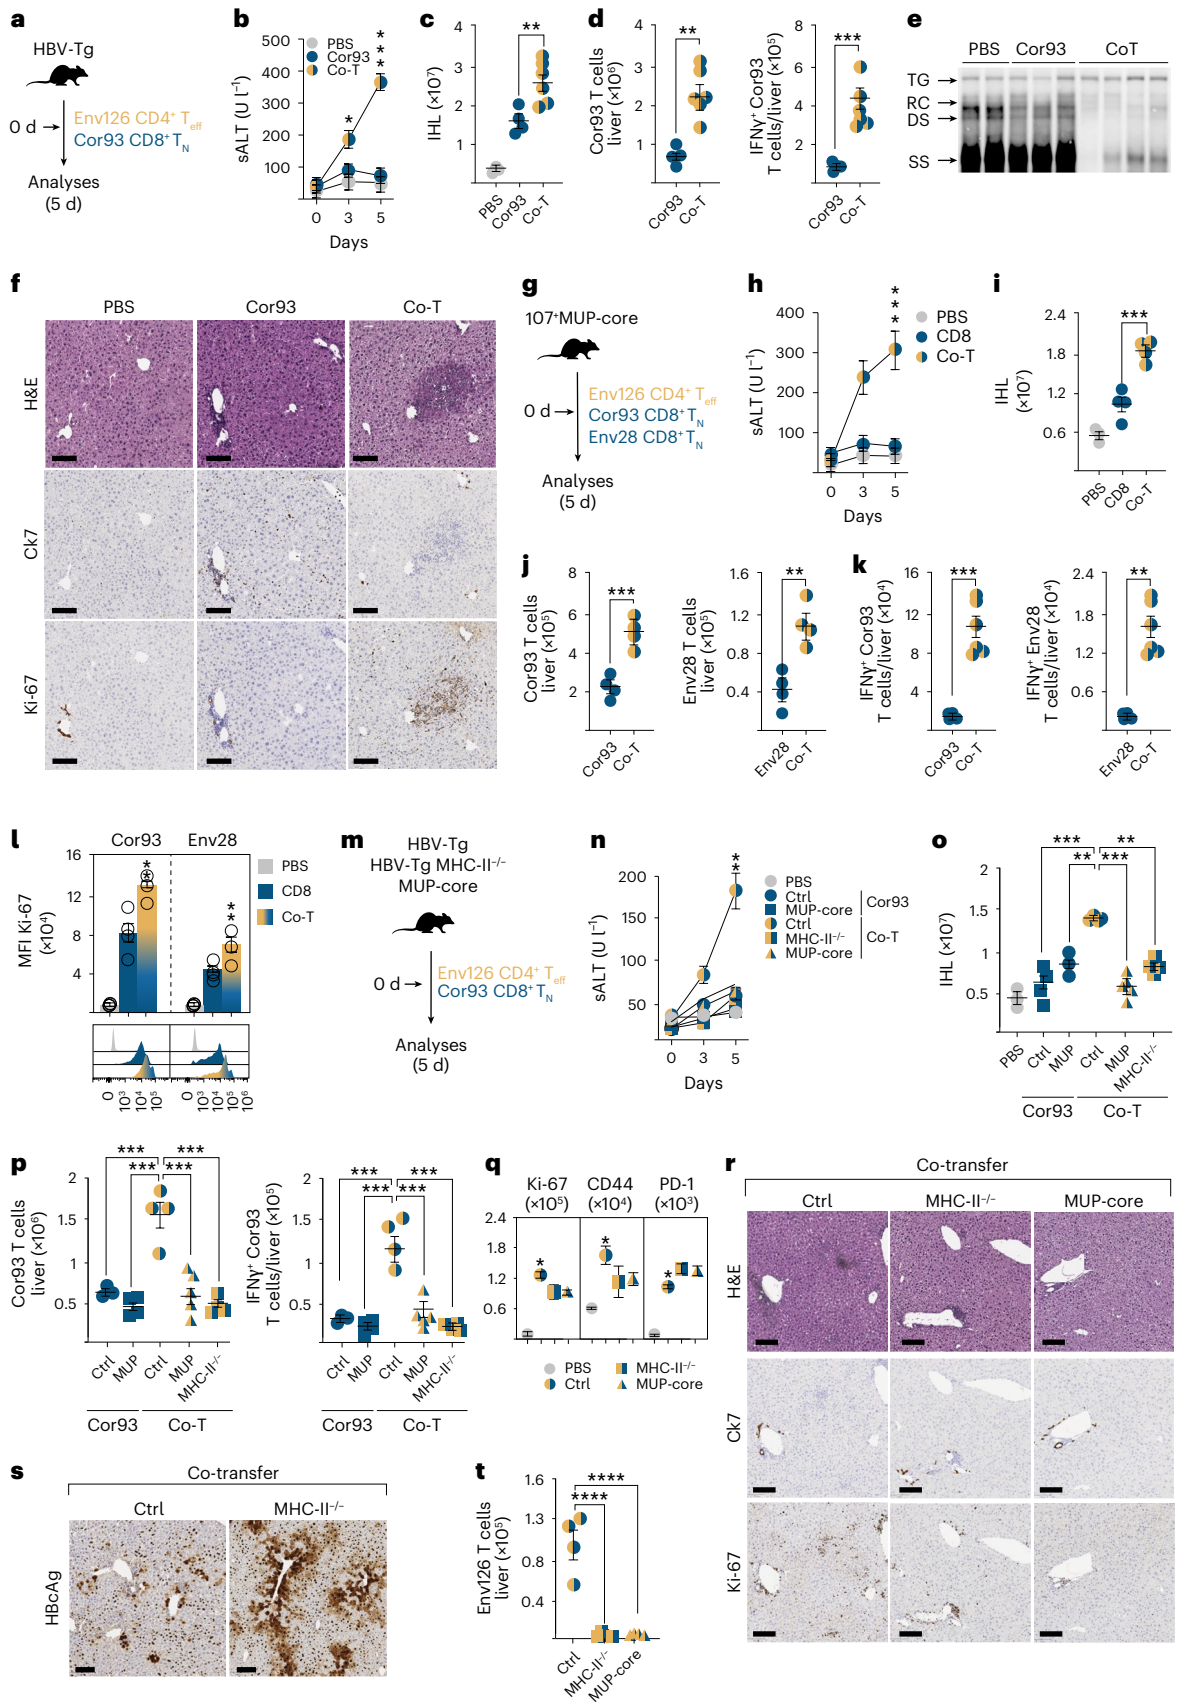 a
HBV-Tg
0 d
Env126 CD4⁺ T_eff
Cor93 CD8⁺ T_N
Analyses
(5 d)
b
500
400
300
200
100
sALT (U l⁻¹)
PBS
Cor93
Co-T
*
***
0 3 5
Days
c
4
3
2
1
IHL (×10⁷)
**
PBS
Cor93
Co-T
d
4
3
2
1
Cor93 T cells
liver (×10⁶)
**
Cor93
Co-T
8
6
4
2
IFNγ⁺ Cor93
T cells/liver (×10⁵)
***
Cor93
Co-T
e
PBS Cor93 CoT
TG
RC
DS
SS
f
PBS Cor93 Co-T
H&E
Ck7
Ki-67
g
107⁺MUP-core
0 d
Env126 CD4⁺ T_eff
Cor93 CD8⁺ T_N
Env28 CD8⁺ T_N
Analyses
(5 d)
h
400
300
200
100
sALT (U l⁻¹)
***
PBS
CD8
Co-T
0 3 5
Days
i
2.4
1.8
1.2
0.6
IHL
(×10⁷)
***
PBS
CD8
Co-T
j
8
6
4
2
Cor93 T cells
liver (×10⁵)
***
Cor93
Co-T
1.6
1.2
0.8
0.4
Env28 T cells
liver (×10⁵)
**
Env28
Co-T
k
16
12
8
4
IFNγ⁺ Cor93
T cells/liver (×10⁴)
***
Cor93
Co-T
2.4
1.8
1.2
0.6
IFNγ⁺ Env28
T cells/liver (×10⁴)
**
Env28
Co-T
l
Cor93 Env28
16
12
8
4
MFI Ki-67
(×10⁴)
**
**
PBS
CD8
Co-T
0 10³ 10⁴ 10⁵
0 10³ 10⁴ 10⁵ 10⁶
m
HBV-Tg
HBV-Tg MHC-II⁻/⁻
MUP-core
0 d
Env126 CD4⁺ T_eff
Cor93 CD8⁺ T_N
Analyses
(5 d)
n
200
150
100
50
sALT (U l⁻¹)
**
PBS
Ctrl
MUP-core
Cor93
Ctrl
MHC-II⁻/⁻
MUP-core
Co-T
0 3 5
Days
o
2
1.5
1
0.5
IHL (×10⁷)
*** **
** ***
PBS
Ctrl
MUP
Ctrl
MUP
MHC-II⁻/⁻
Cor93 Co-T
p
2
1.5
1
0.5
Cor93 T cells
liver (×10⁶)
*** ***
*** ***
Ctrl
MUP
Ctrl
MUP
MHC-II⁻/⁻
Cor93 Co-T
2
1.5
1
0.5
IFNγ⁺ Cor93
T cells/liver (×10⁵)
*** ***
*** ***
Ctrl
MUP
Ctrl
MUP
MHC-II⁻/⁻
Cor93 Co-T
q
Ki-67 CD44 PD-1
(×10⁵) (×10⁴) (×10³)
2.4
1.8
1.2
0.6
* * *
PBS MHC-II⁻/⁻
Ctrl MUP-core
r
Co-transfer
Ctrl MHC-II⁻/⁻ MUP-core
H&E
Ck7
Ki-67
s
Co-transfer
Ctrl MHC-II⁻/⁻
HBcAg
t
1.6
1.3
0.8
0.4
Env126 T cells
liver (×10⁵)
****
****
Ctrl
MHC-II⁻/⁻
MUP-core